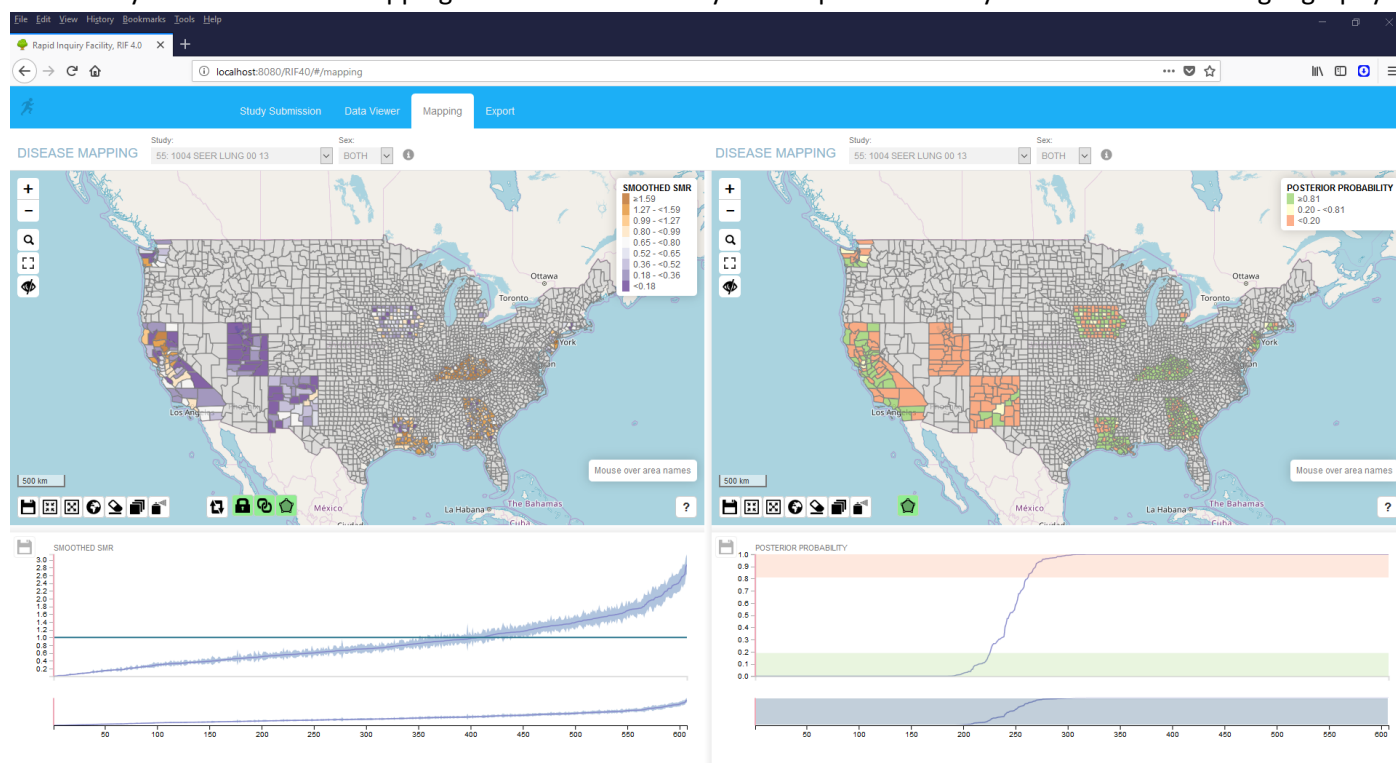 File Edit View History Bookmarks Tools Help
Rapid Inquiry Facility, RIF 4.0
localhost:8080/RIF40/#/mapping
Study Submission Data Viewer Mapping Export
DISEASE MAPPING Study: 55: 1004 SEER LUNG 00 13 Sex: BOTH
SMOOTHED SMR
≥1.59
1.27 - <1.59
0.99 - <1.27
0.80 - <0.99
0.65 - <0.80
0.52 - <0.65
0.36 - <0.52
0.18 - <0.36
<0.18
Ottawa
Toronto
York
Los Ang
México
La Habana
The Bahamas
Cuba
500 km
Mouse over area names
?
DISEASE MAPPING Study: 55: 1004 SEER LUNG 00 13 Sex: BOTH
POSTERIOR PROBABILITY
≥0.81
0.20 - <0.81
<0.20
Ottawa
Toronto
York
Los Angeles
México
La Habana
The Bahamas
Cuba
500 km
Mouse over area names
?
SMOOTHED SMR
3.0
2.8
2.6
2.4
2.2
2.0
1.8
1.6
1.4
1.2
1.0
0.8
0.6
0.4
0.2
50 100 150 200 250 300 350 400 450 500 550 600
POSTERIOR PROBABILITY
1.0
0.9
0.8
0.7
0.6
0.5
0.4
0.3
0.2
0.1
0.0
50 100 150 200 250 300 350 400 450 500 550 600